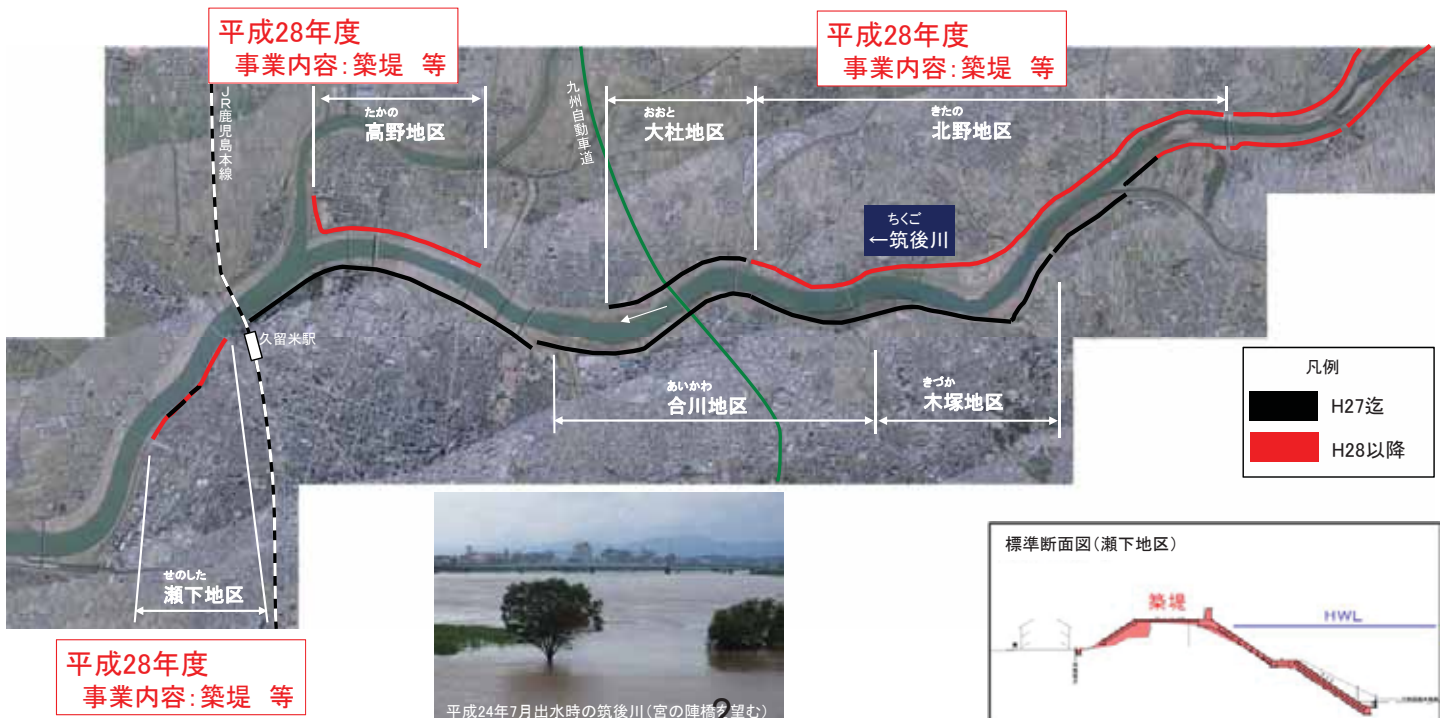 平成28年度
事業内容:築堤 等
平成28年度
事業内容:築堤 等
JR鹿児島本線
たかの
高野地区
九州自動車道
おおと
大杜地区
きたの
北野地区
ちくご
←筑後川
久留米駅
あいかわ
合川地区
きづか
木塚地区
凡例
H27迄
H28以降
せのした
瀬下地区
平成28年度
事業内容:築堤 等
平成24年7月出水時の筑後川(宮の陣橋を望む)
2
標準断面図(瀬下地区)
築堤
HWL